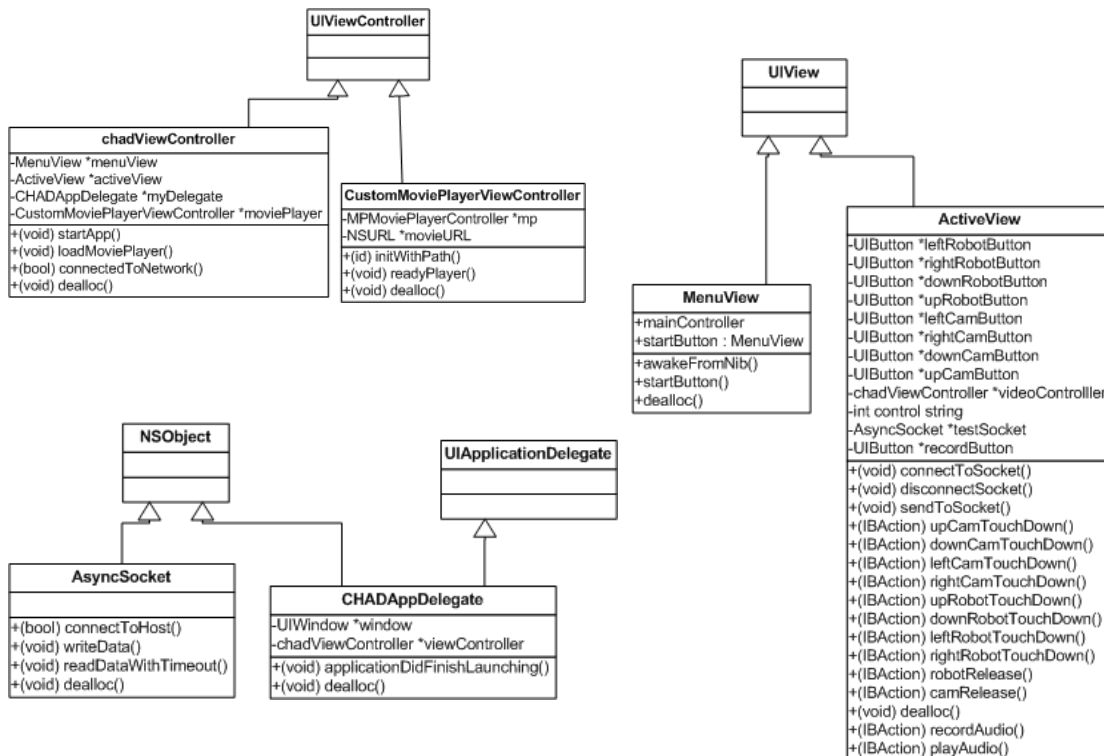 UIViewController
chadViewController
-MenuView *menuView
-ActiveView *activeView
-CHADAppDelegate *myDelegate
-CustomMoviePlayerViewController *moviePlayer
+(void) startApp()
+(void) loadMoviePlayer()
+(bool) connectedToNetwork()
+(void) dealloc()
CustomMoviePlayerViewController
-MPMoviePlayerController *mp
-NSURL *movieURL
+(id) initWithPath()
+(void) readyPlayer()
+(void) dealloc()
UIView
MenuView
+mainController
+startButton : MenuView
+awakeFromNib()
+startButton()
+dealloc()
ActiveView
-UIButton *leftRobotButton
-UIButton *rightRobotButton
-UIButton *downRobotButton
-UIButton *upRobotButton
-UIButton *leftCamButton
-UIButton *rightCamButton
-UIButton *downCamButton
-UIButton *upCamButton
-chadViewController *videoControlller
-int control string
-AsyncSocket *testSocket
-UIButton *recordButton
+(void) connectToSocket()
+(void) disconnectSocket()
+(void) sendToSocket()
+(IBAction) upCamTouchDown()
+(IBAction) downCamTouchDown()
+(IBAction) leftCamTouchDown()
+(IBAction) rightCamTouchDown()
+(IBAction) upRobotTouchDown()
+(IBAction) downRobotTouchDown()
+(IBAction) leftRobotTouchDown()
+(IBAction) rightRobotTouchDown()
+(IBAction) robotRelease()
+(IBAction) camRelease()
+(void) dealloc()
+(IBAction) recordAudio()
+(IBAction) playAudio()
NSObject
UIApplicationDelegate
AsyncSocket
+(bool) connectToHost()
+(void) writeData()
+(void) readDataWithTimeout()
+(void) dealloc()
CHADAppDelegate
-UIWindow *window
-chadViewController *viewController
+(void) applicationDidFinishLaunching()
+(void) dealloc()